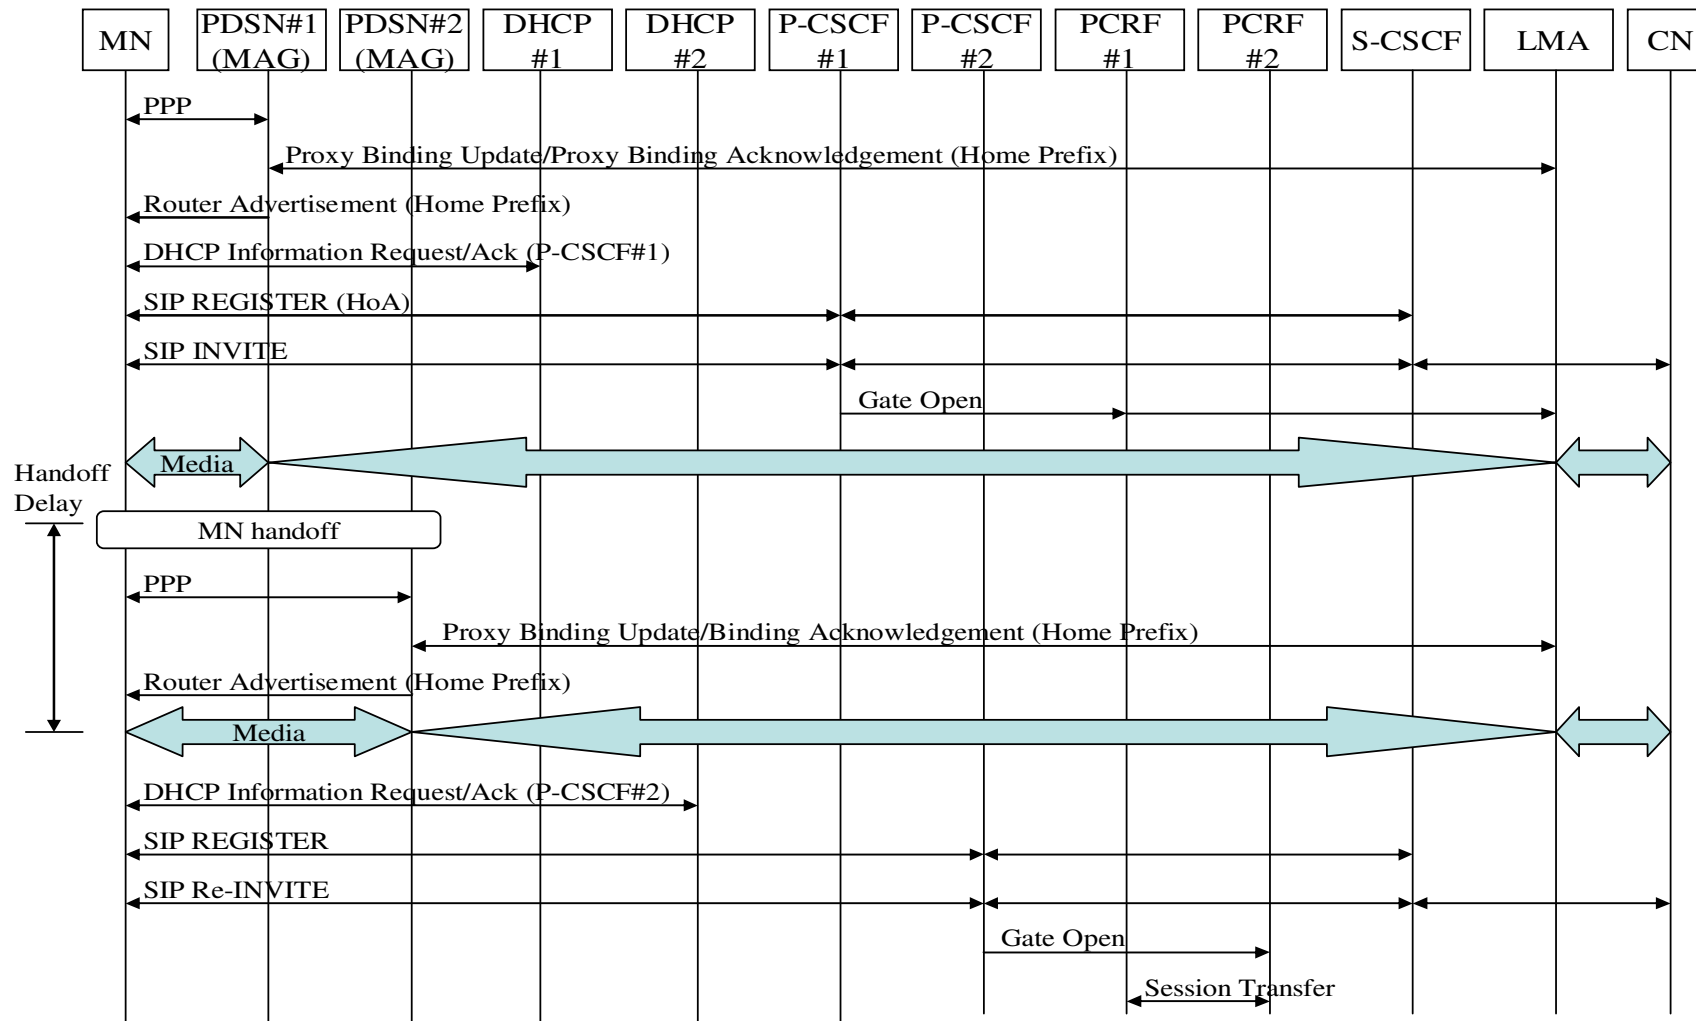 MN
PDSN#1
(MAG)
PDSN#2
(MAG)
DHCP
#1
DHCP
#2
P-CSCF
#1
P-CSCF
#2
PCRF
#1
PCRF
#2
S-CSCF
LMA
CN
PPP
Proxy Binding Update/Proxy Binding Acknowledgement (Home Prefix)
Router Advertisement (Home Prefix)
DHCP Information Request/Ack (P-CSCF#1)
SIP REGISTER (HoA)
SIP INVITE
Gate Open
Media
Handoff
Delay
MN handoff
PPP
Proxy Binding Update/Binding Acknowledgement (Home Prefix)
Router Advertisement (Home Prefix)
Media
DHCP Information Request/Ack (P-CSCF#2)
SIP REGISTER
SIP Re-INVITE
Gate Open
Session Transfer